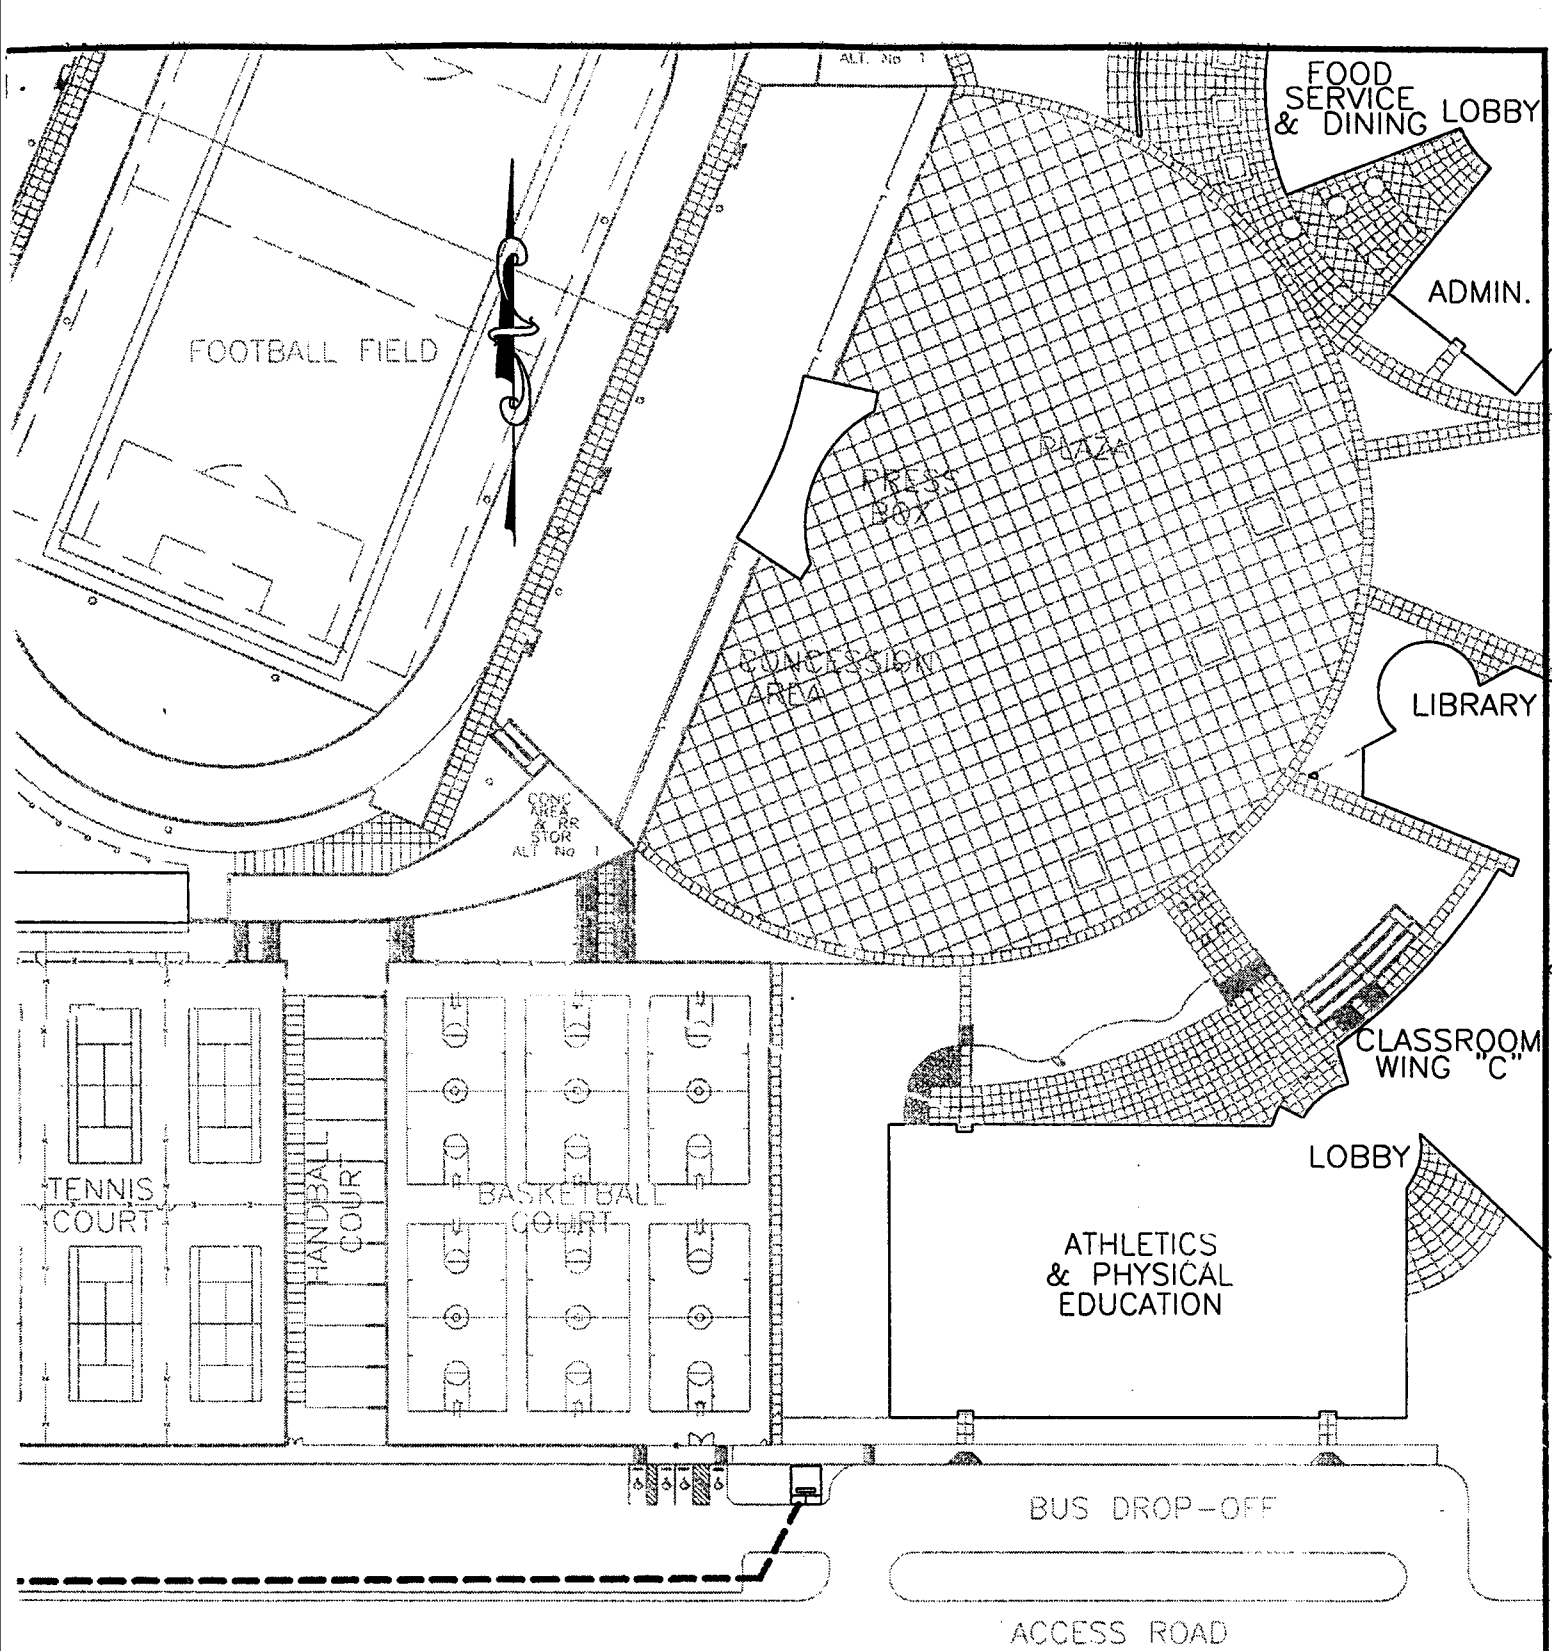 ALT. No 1
FOOD
SERVICE
& DINING
LOBBY
ADMIN.
FOOTBALL FIELD
PLAZA
PRESS
BOX
CONCESSION
AREA
LIBRARY
CONC
AREA
& RR
STOR
ALT No 1
CLASSROOM
WING "C"
LOBBY
TENNIS
COURT
HANDBALL
COURT
BASKETBALL
COURT
ATHLETICS
& PHYSICAL
EDUCATION
BUS DROP-OFF
ACCESS ROAD